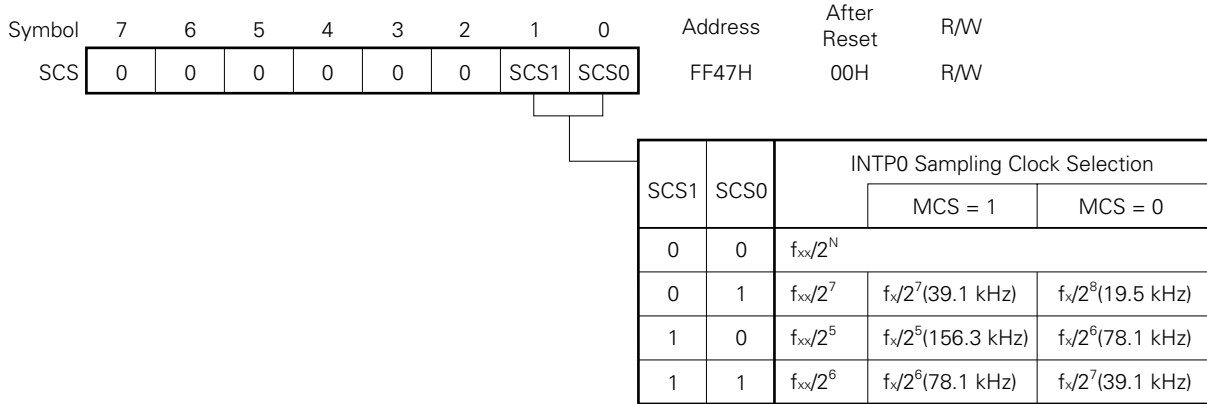 Symbol 7 6 5 4 3 2 1 0 Address After Reset R/W
SCS 0 0 0 0 0 0 SCS1 SCS0 FF47H 00H R/W
SCS1 SCS0 INTP0 Sampling Clock Selection
MCS = 1 MCS = 0
0 0 fxx/2^N
0 1 fxx/2^7 fx/2^7(39.1 kHz) fx/2^8(19.5 kHz)
1 0 fxx/2^5 fx/2^5(156.3 kHz) fx/2^6(78.1 kHz)
1 1 fxx/2^6 fx/2^6(78.1 kHz) fx/2^7(39.1 kHz)